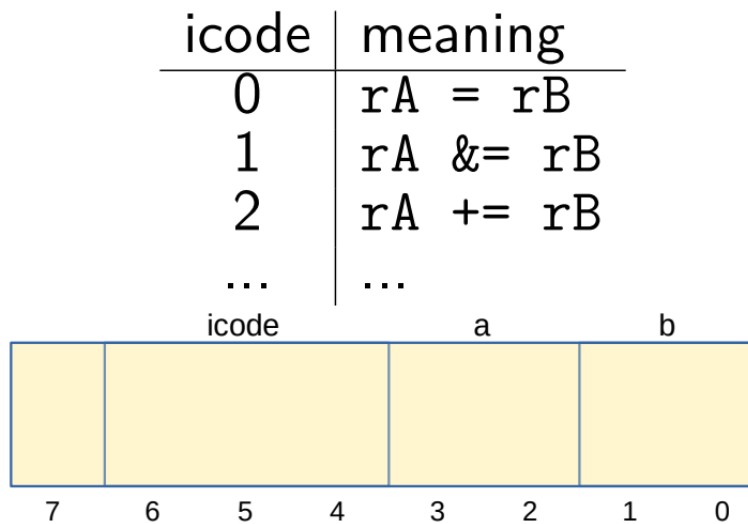 icode meaning
0 rA = rB
1 rA &= rB
2 rA += rB
... ...
icode a b
7 6 5 4 3 2 1 0